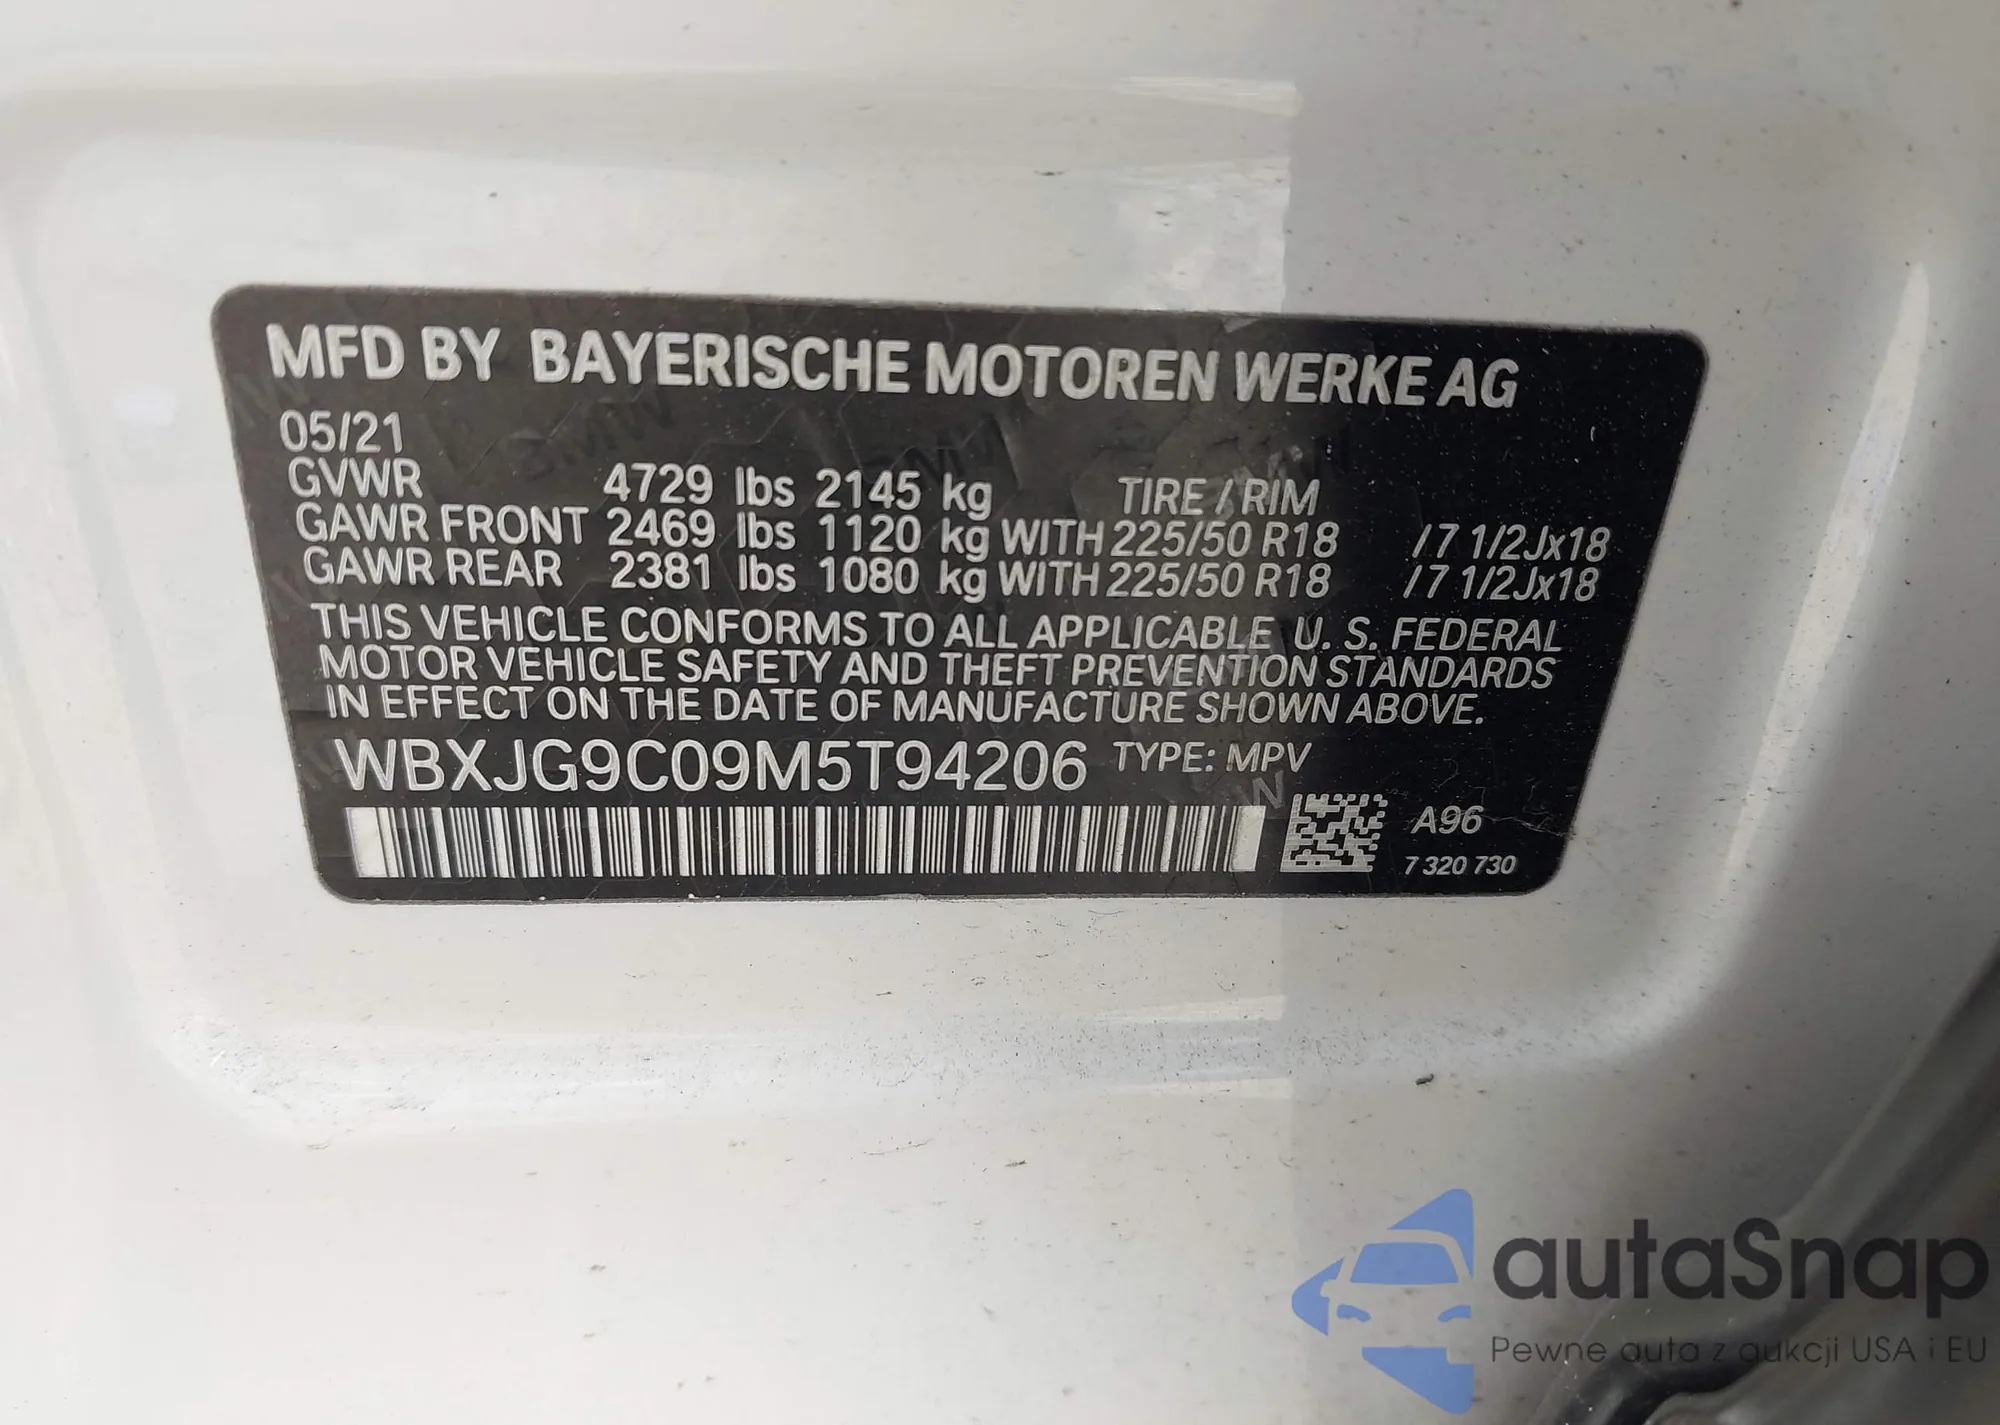 MFD BY BAYERISCHE MOTOREN WERKE AG
05/21
GVWR 4729 lbs 2145 kg TIRE / RIM
GAWR FRONT 2469 lbs 1120 kg WITH 225/50 R18 / 7 1/2Jx18
GAWR REAR 2381 lbs 1080 kg WITH 225/50 R18 / 7 1/2Jx18
THIS VEHICLE CONFORMS TO ALL APPLICABLE U. S. FEDERAL
MOTOR VEHICLE SAFETY AND THEFT PREVENTION STANDARDS
IN EFFECT ON THE DATE OF MANUFACTURE SHOWN ABOVE.
WBXJG9C09M5T94206 TYPE: MPV
A96
7 320 730
autaSnap
Pewne auta z aukcji USA i EU